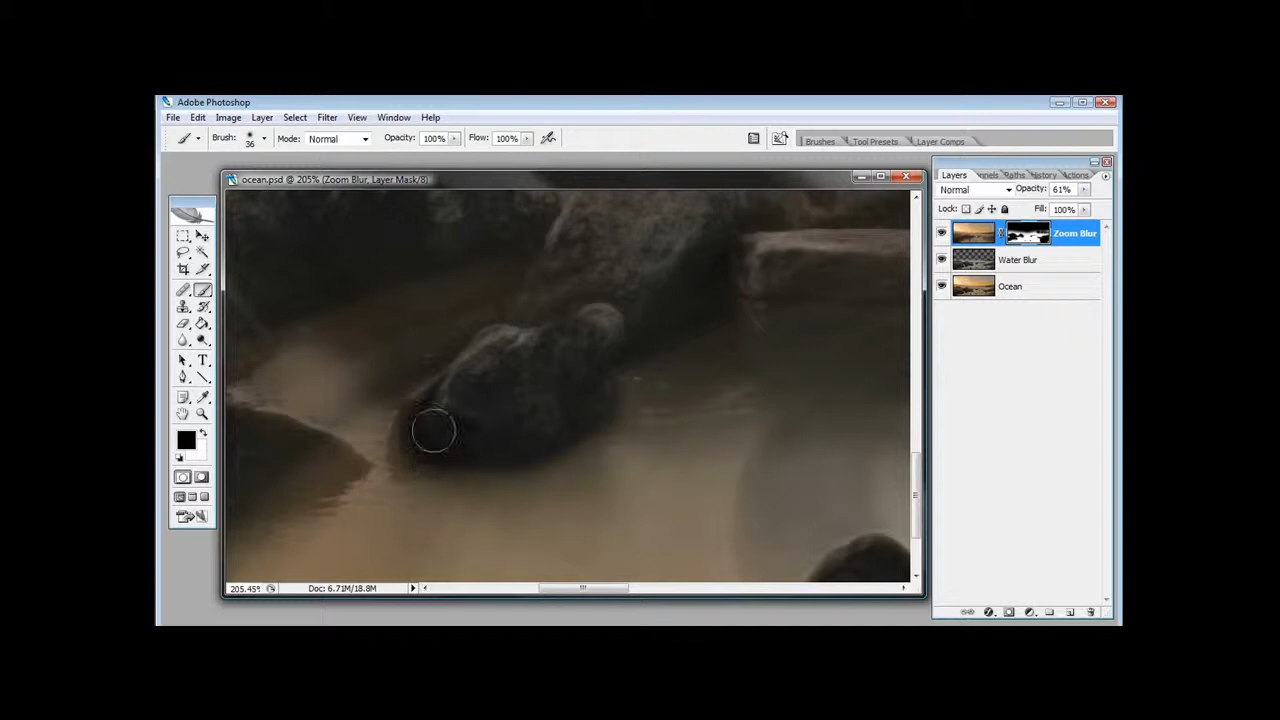 Adobe Photoshop
File Edit Image Layer Select Filter View Window Help
Brush: 36 Mode: Normal Opacity: 100% Flow: 100% Brushes Tool Presets Layer Comps
ocean.psd @ 205% (Zoom Blur, Layer Mask/8)
Layers nnels Paths History Actions
Normal Opacity: 61%
Lock: Fill: 100%
Zoom Blur
Water Blur
Ocean
T
205.45% Doc: 6.71M/18.8M